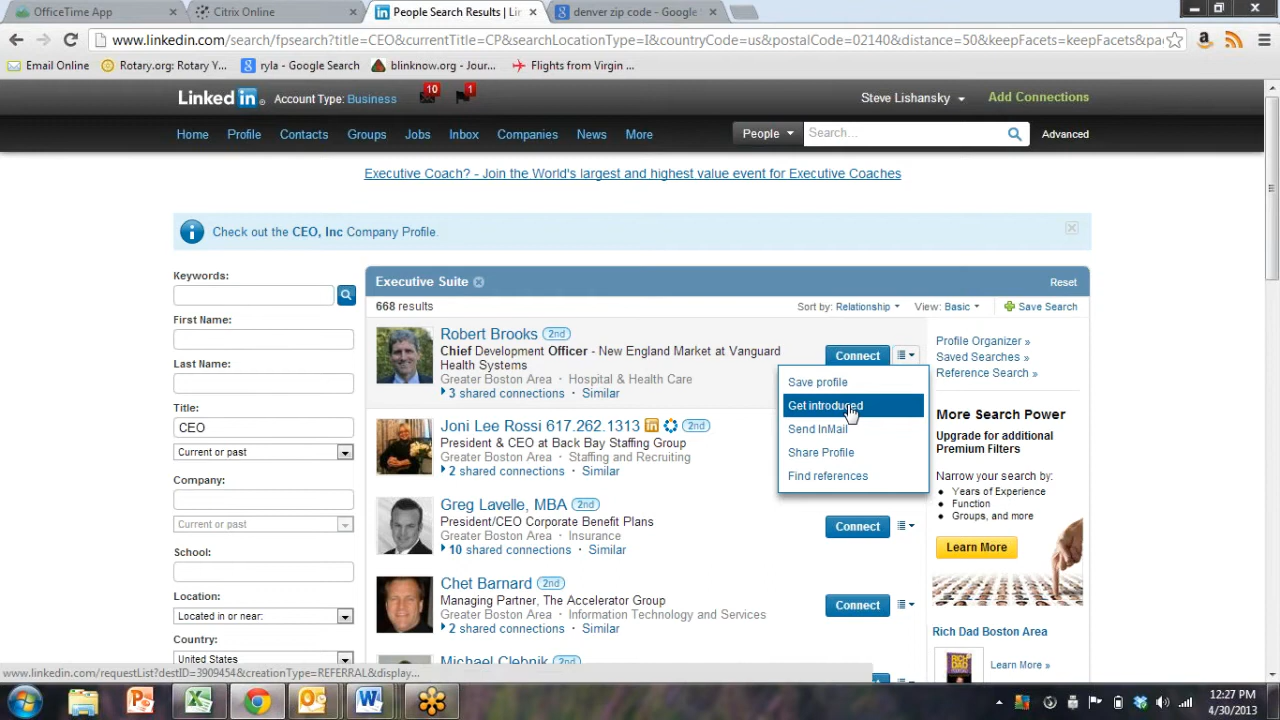 OfficeTime App
Citrix Online
People Search Results | Lin
denver zip code - Google
www.linkedin.com/search/fpsearch?title=CEO&currentTitle=CP&searchLocationType=I&countryCode=us&postalCode=02140&distance=50&keepFacets=keepFacets&pa
Email Online
Rotary.org: Rotary Y...
ryla - Google Search
blinknow.org - Jour...
Flights from Virgin ...
Linked in
Account Type: Business
10
1
Steve Lishansky
Add Connections
Home Profile Contacts Groups Jobs Inbox Companies News More
People
Search...
Advanced
Executive Coach? - Join the World's largest and highest value event for Executive Coaches
Check out the CEO, Inc Company Profile.
Keywords:
First Name:
Last Name:
Title:
CEO
Current or past
Company:
Current or past
School:
Location:
Located in or near:
Country:
United States
Executive Suite
Reset
668 results
Sort by: Relationship
View: Basic
Save Search
Robert Brooks 2nd
Chief Development Officer - New England Market at Vanguard
Health Systems
Greater Boston Area · Hospital & Health Care
3 shared connections · Similar
Connect
Save profile
Get introduced
Send InMail
Share Profile
Find references
Joni Lee Rossi 617.262.1313 in 2nd
President & CEO at Back Bay Staffing Group
Greater Boston Area · Staffing and Recruiting
2 shared connections · Similar
Greg Lavelle, MBA 2nd
President/CEO Corporate Benefit Plans
Greater Boston Area · Insurance
10 shared connections · Similar
Connect
Chet Barnard 2nd
Managing Partner, The Accelerator Group
Greater Boston Area · Information Technology and Services
2 shared connections · Similar
Connect
Michael Clebnik 2nd
Profile Organizer »
Saved Searches »
Reference Search »
More Search Power
Upgrade for additional
Premium Filters
Narrow your search by:
Years of Experience
Function
Groups, and more
Learn More
Rich Dad Boston Area
RICH
DAD
Learn More »
www.linkedin.com/requestList?destID=3909454&creationType=REFERRAL&display...
12:27 PM
4/30/2013